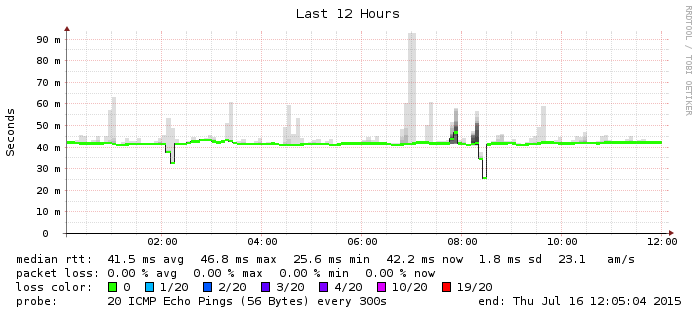 Last 12 Hours
RRDTOOL / TOBI OETIKER
Seconds
90 m
80 m
70 m
60 m
50 m
40 m
30 m
20 m
10 m
0
02:00 04:00 06:00 08:00 10:00 12:00
median rtt: 41.5 ms avg 46.8 ms max 25.6 ms min 42.2 ms now 1.8 ms sd 23.1 am/s
packet loss: 0.00 % avg 0.00 % max 0.00 % min 0.00 % now
loss color: 0 1/20 2/20 3/20 4/20 10/20 19/20
probe: 20 ICMP Echo Pings (56 Bytes) every 300s end: Thu Jul 16 12:05:04 2015